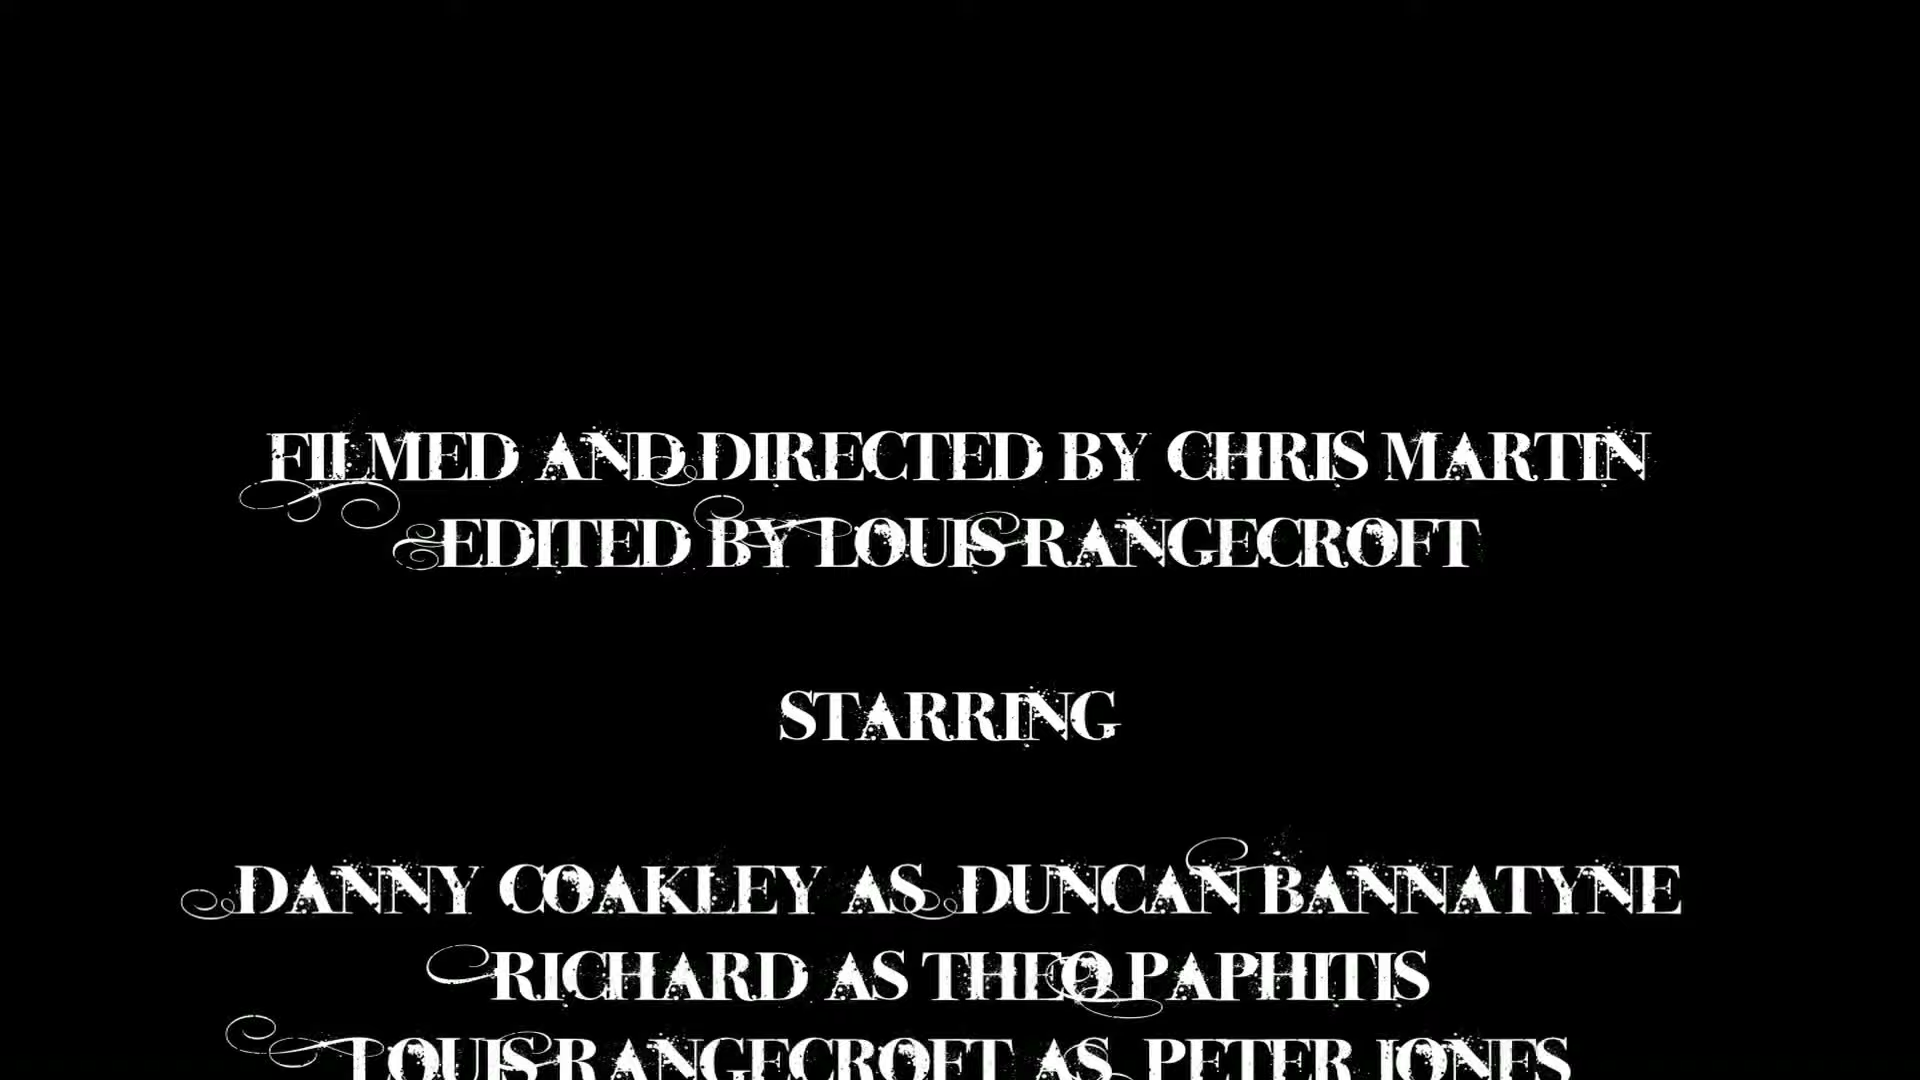 FILMED AND DIRECTED BY CHRIS MARTIN
EDITED BY LOUIS RANGECROFT
STARRING
DANNY COAKLEY AS DUNCAN BANNATYNE
RICHARD AS THEO PAPHITIS
LOUIS RANGECROFT AS PETER JONES